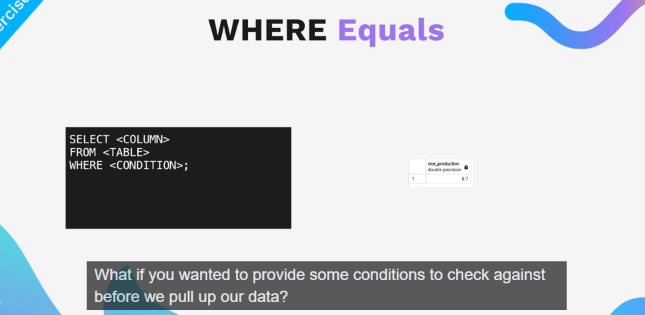 ercise
WHERE Equals
SELECT <COLUMN>
FROM <TABLE>
WHERE <CONDITION>;
rice_production
double precision
1 8.7
What if you wanted to provide some conditions to check against
before we pull up our data?